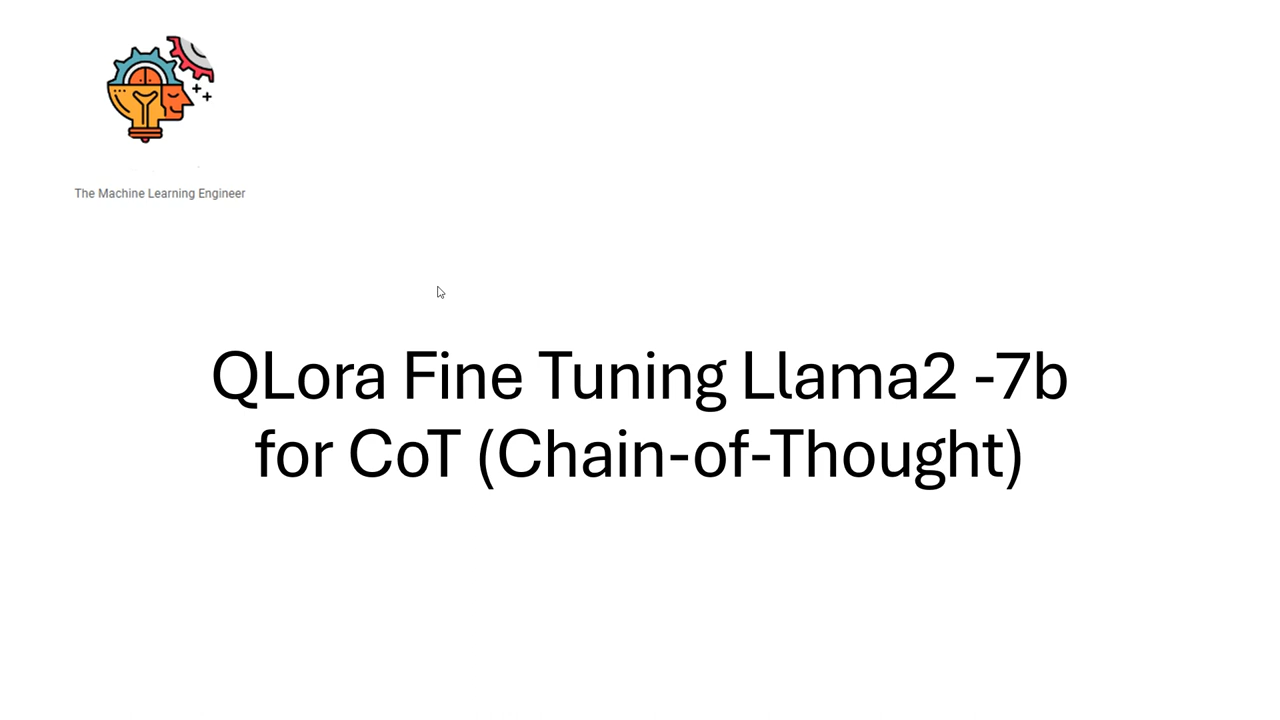 The Machine Learning Engineer
QLora Fine Tuning Llama2 -7b
for CoT (Chain-of-Thought)